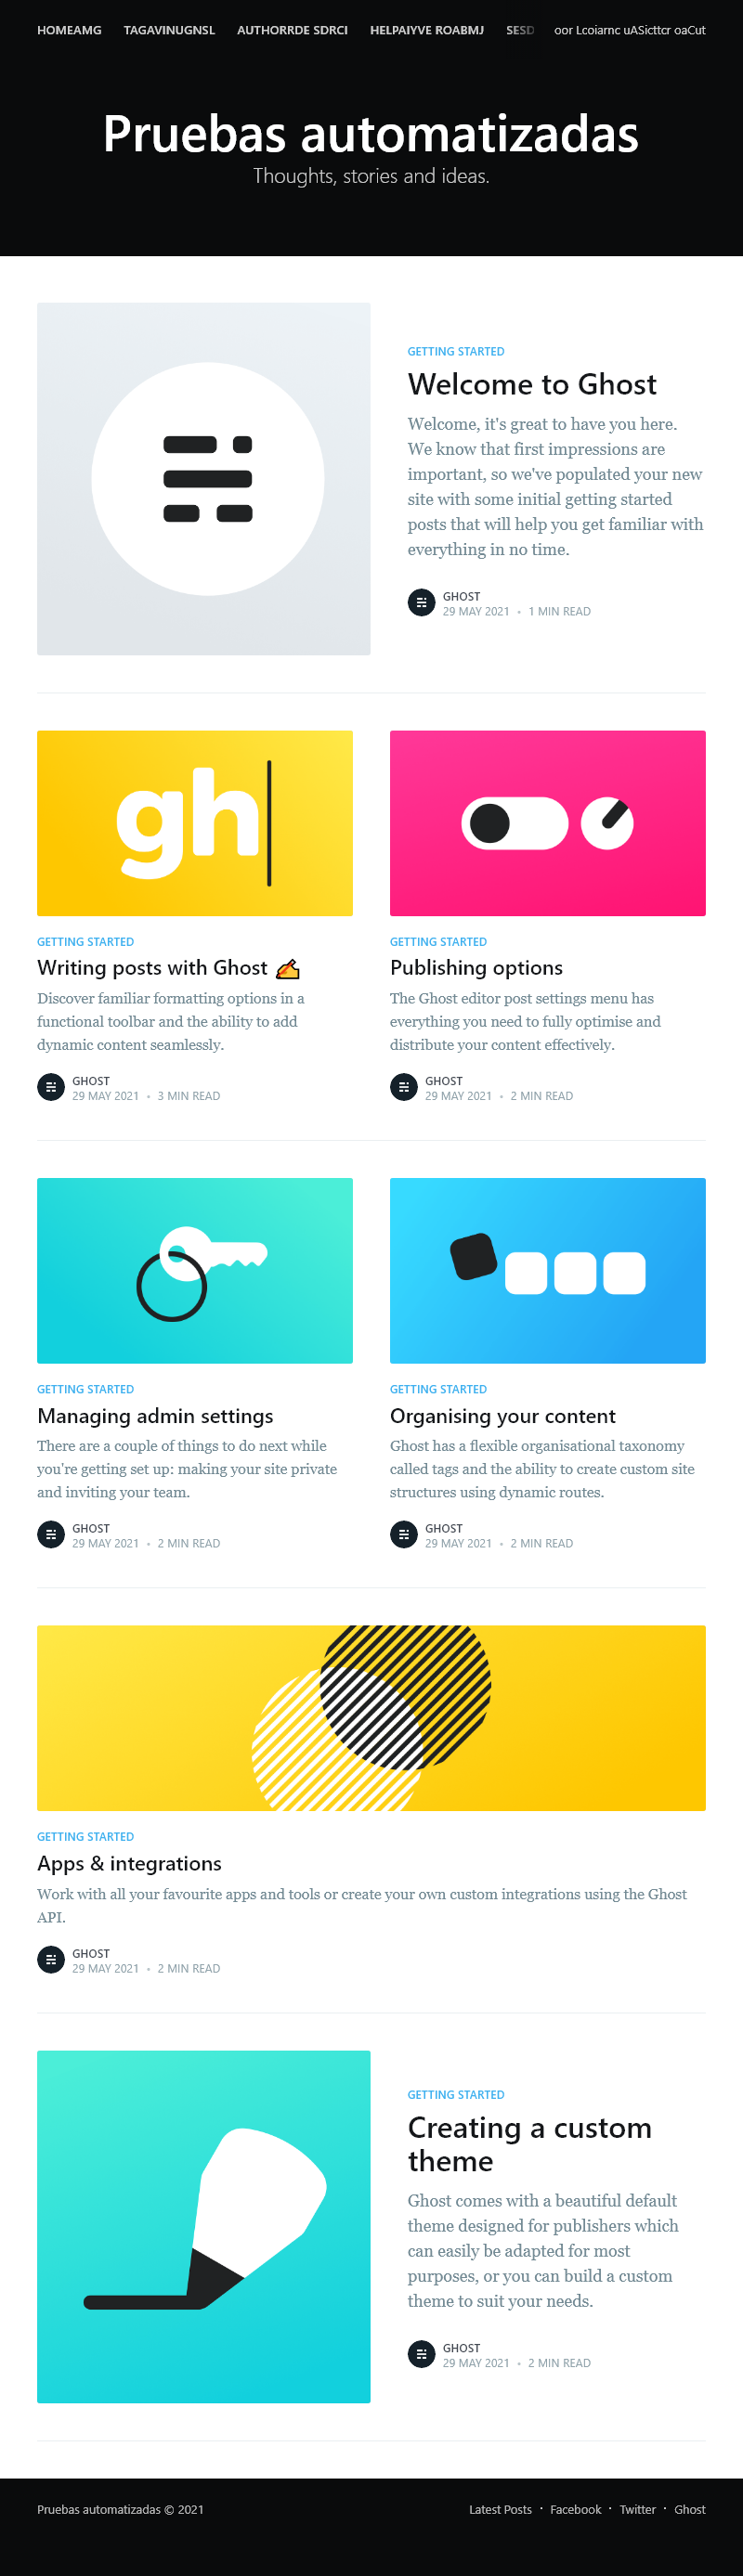 HOMEAMG TAGAVINUGNSL AUTHORRDE SDRCI HELPAIYVE ROABMJ SESD oor Lcoiarnc uASicttcr oaCut
Pruebas automatizadas
Thoughts, stories and ideas.
GETTING STARTED
Welcome to Ghost
Welcome, it's great to have you here.
We know that first impressions are
important, so we've populated your new
site with some initial getting started
posts that will help you get familiar with
everything in no time.
GHOST
29 MAY 2021 • 1 MIN READ
gh
GETTING STARTED
Writing posts with Ghost ✍️
Discover familiar formatting options in a
functional toolbar and the ability to add
dynamic content seamlessly.
GHOST
29 MAY 2021 • 3 MIN READ
GETTING STARTED
Publishing options
The Ghost editor post settings menu has
everything you need to fully optimise and
distribute your content effectively.
GHOST
29 MAY 2021 • 2 MIN READ
GETTING STARTED
Managing admin settings
There are a couple of things to do next while
you're getting set up: making your site private
and inviting your team.
GHOST
29 MAY 2021 • 2 MIN READ
GETTING STARTED
Organising your content
Ghost has a flexible organisational taxonomy
called tags and the ability to create custom site
structures using dynamic routes.
GHOST
29 MAY 2021 • 2 MIN READ
GETTING STARTED
Apps & integrations
Work with all your favourite apps and tools or create your own custom integrations using the Ghost
API.
GHOST
29 MAY 2021 • 2 MIN READ
GETTING STARTED
Creating a custom
theme
Ghost comes with a beautiful default
theme designed for publishers which
can easily be adapted for most
purposes, or you can build a custom
theme to suit your needs.
GHOST
29 MAY 2021 • 2 MIN READ
Pruebas automatizadas © 2021
Latest Posts • Facebook • Twitter • Ghost